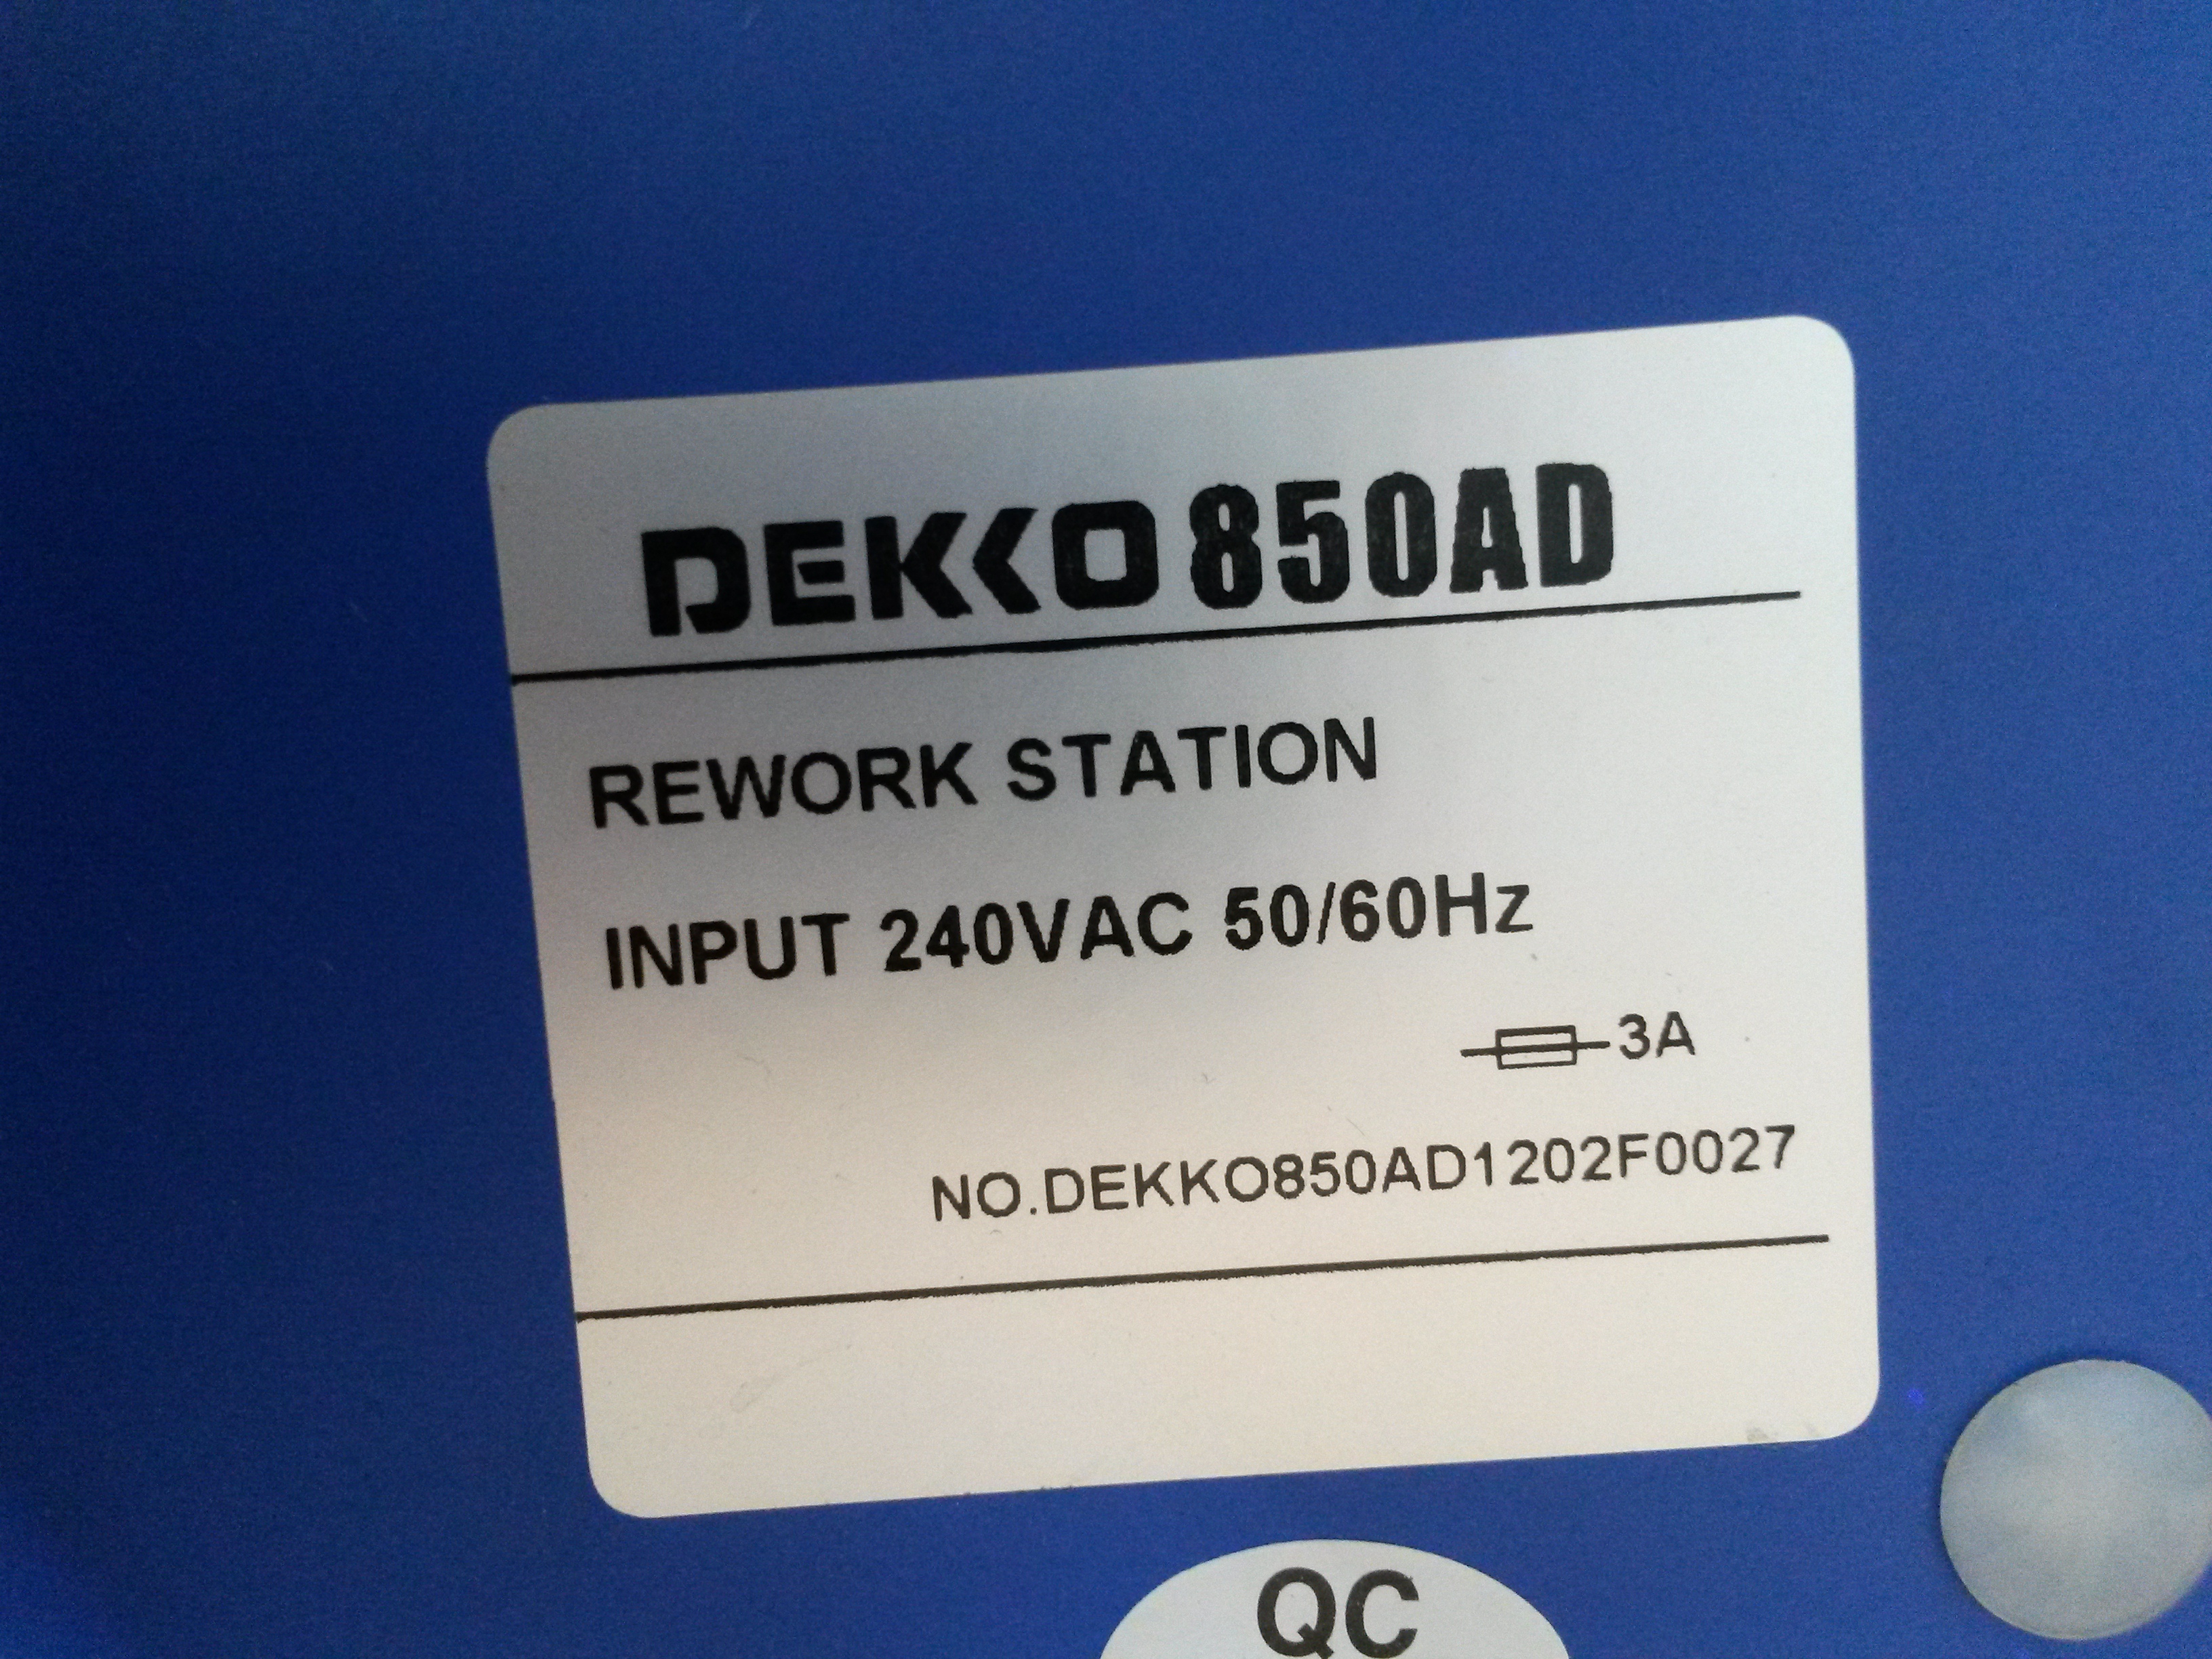 DEKKO 850AD
REWORK STATION
INPUT 240VAC 50/60Hz
3A
NO.DEKKO850AD1202F0027
QC